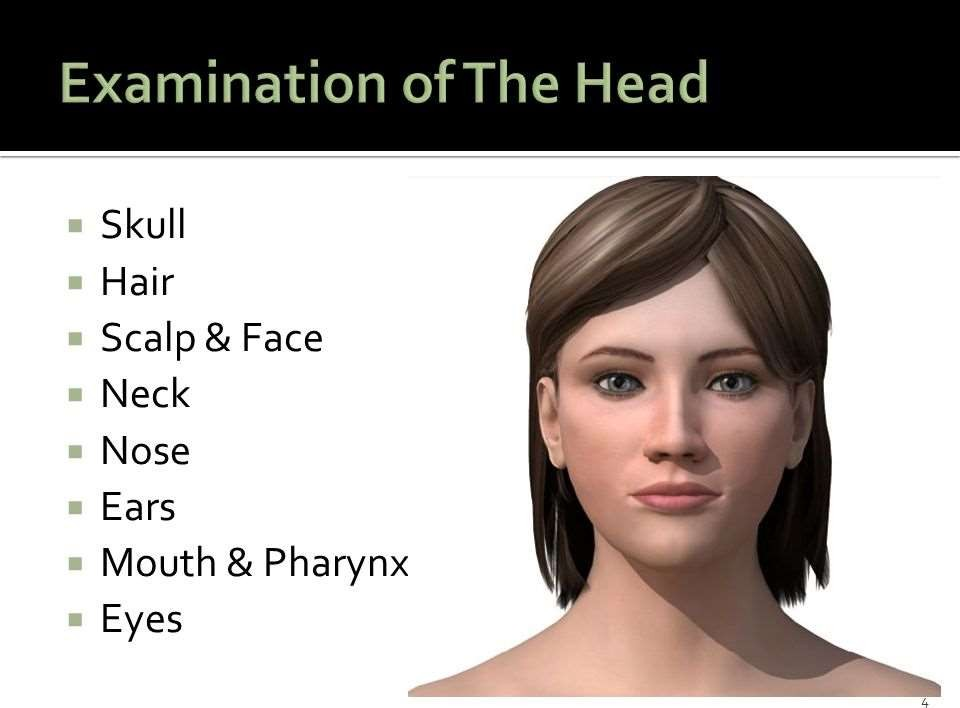 Examination of The Head
Skull
Hair
Scalp & Face
Neck
Nose
Ears
Mouth & Pharynx
Eyes
4